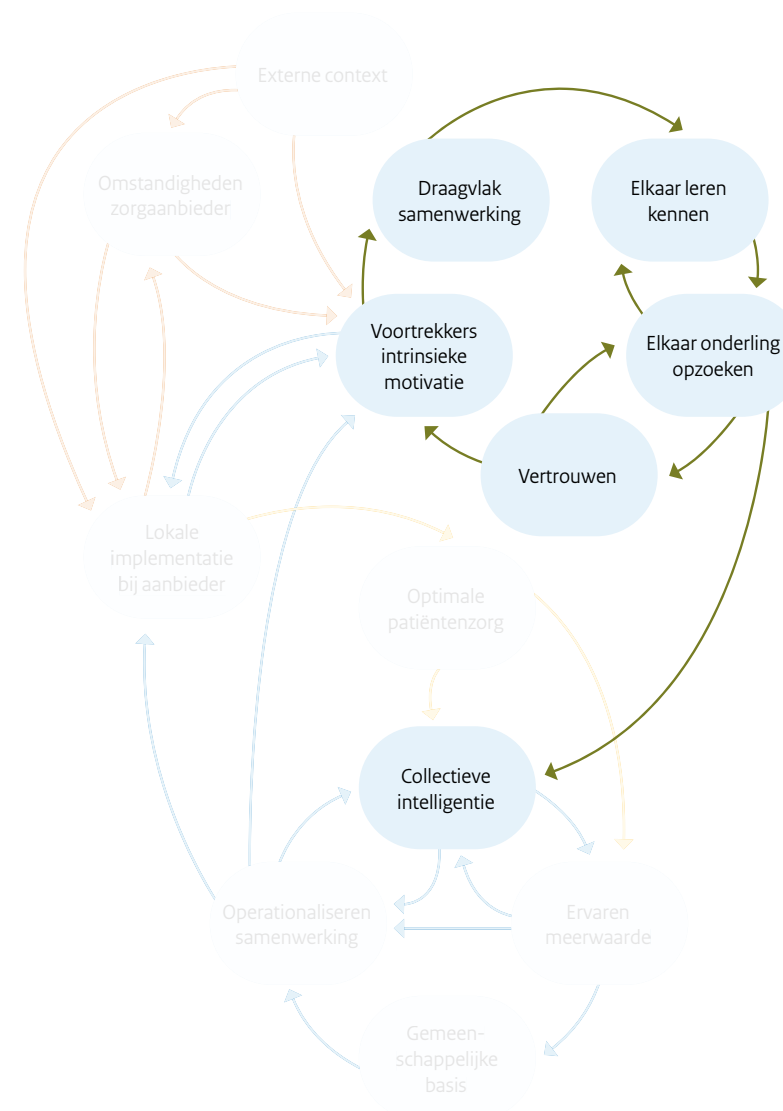 Externe context
Omstandigheden
zorgaanbieder
Draagvlak
samenwerking
Elkaar leren
kennen
Voortrekkers
intrinsieke
motivatie
Elkaar onderling
opzoeken
Vertrouwen
Lokale
implementatie
bij aanbieder
Optimale
patiëntenzorg
Collectieve
intelligentie
Operationaliseren
samenwerking
Ervaren
meerwaarde
Gemeen-
schappelijke
basis